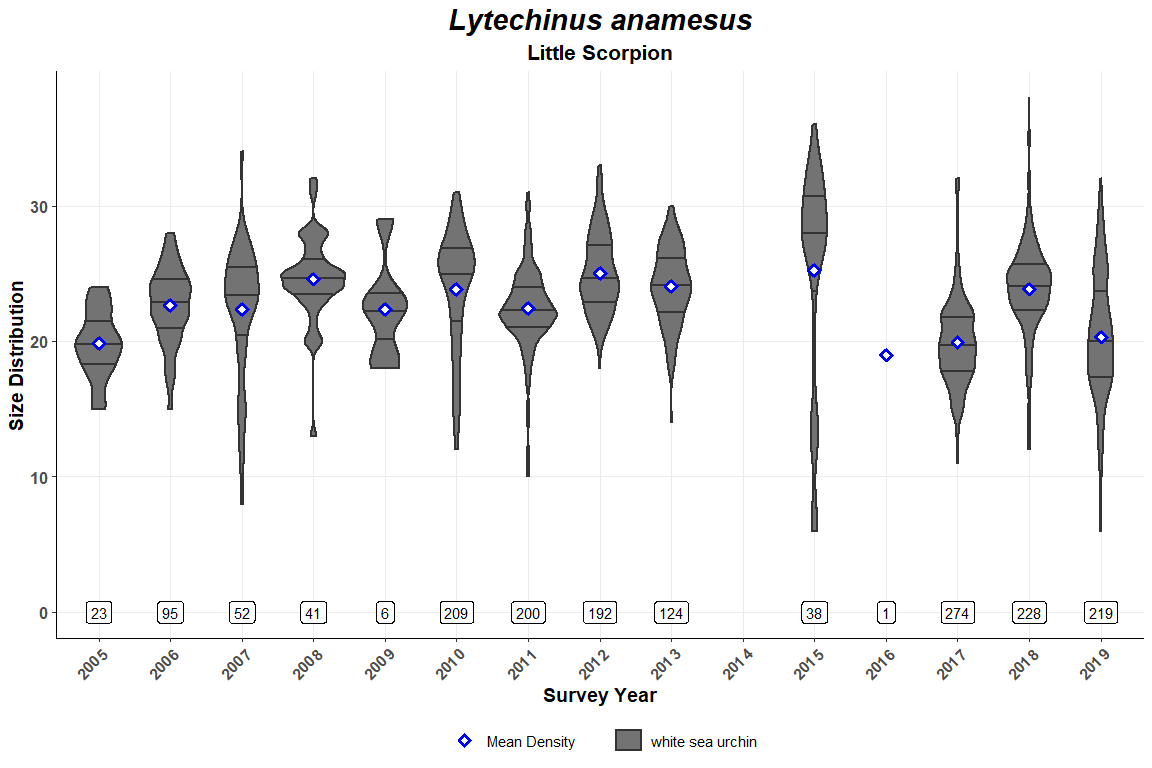 Lytechinus anamesus
Little Scorpion
Size Distribution
30
20
10
0
23 95 52 41 6 209 200 192 124 38 1 274 228 219
2005 2006 2007 2008 2009 2010 2011 2012 2013 2014 2015 2016 2017 2018 2019
Survey Year
Mean Density white sea urchin